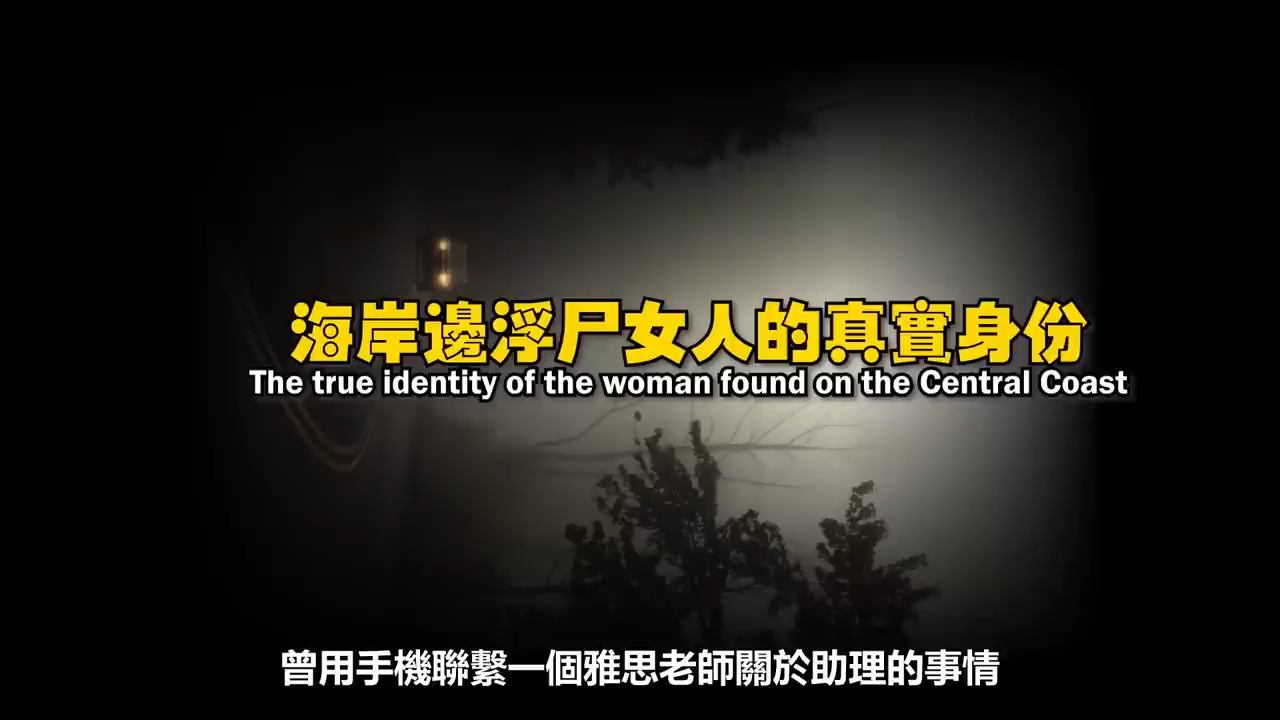 海岸邊浮尸女人的真實身份
The true identity of the woman found on the Central Coast
曾用手機聯繫一個雅思老師關於助理的事情